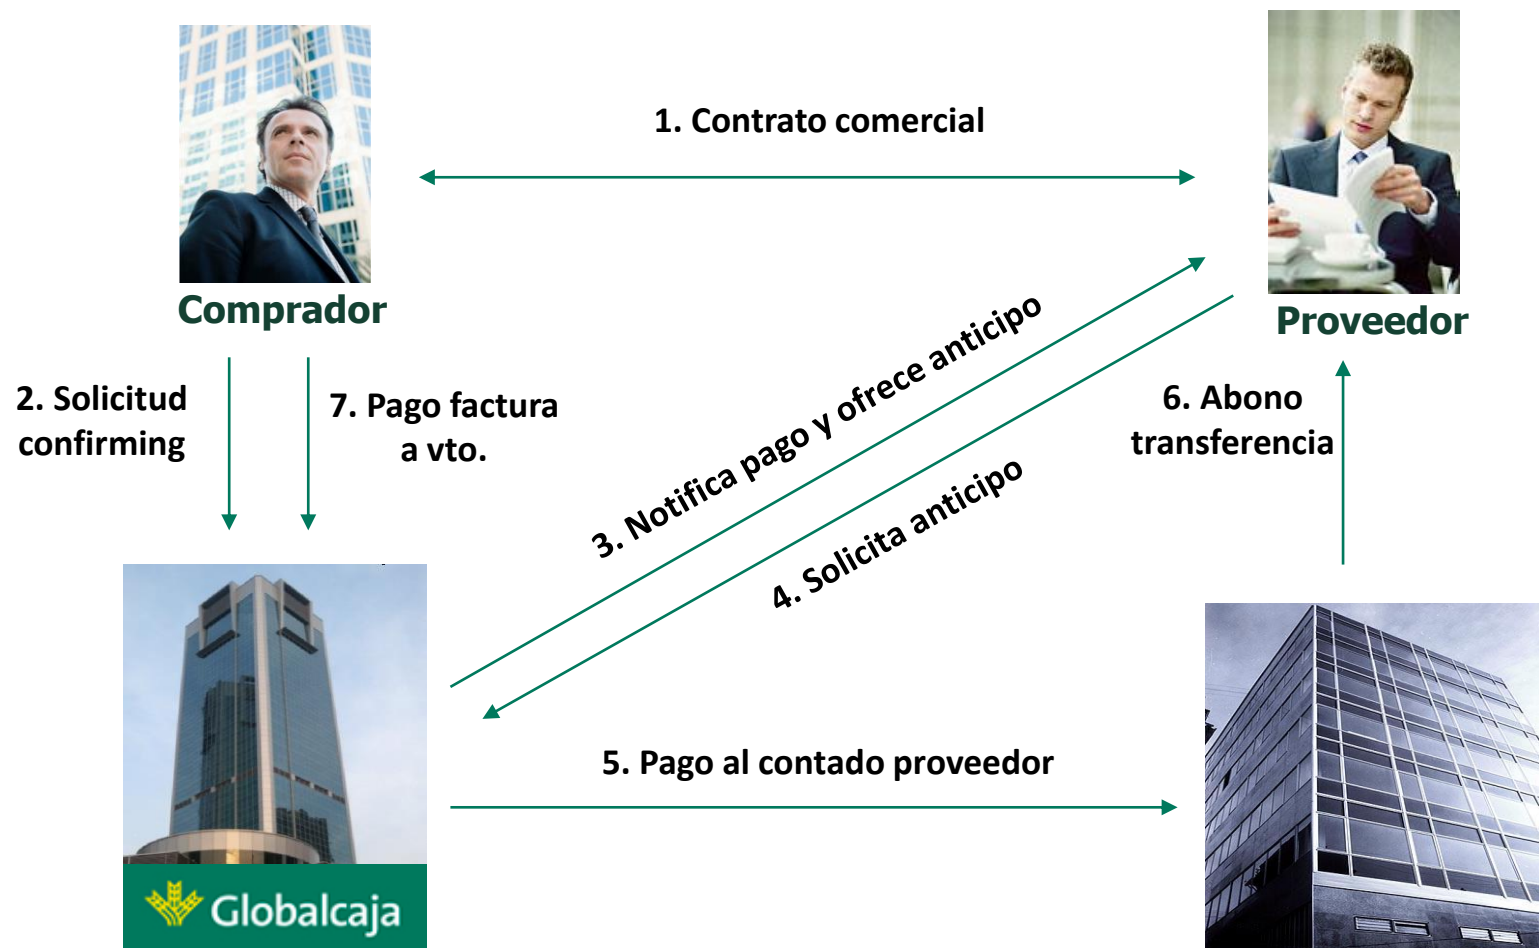 1. Contrato comercial
Comprador
Proveedor
2. Solicitud
confirming
7. Pago factura
a vto.
3. Notifica pago y ofrece anticipo
4. Solicita anticipo
6. Abono
transferencia
5. Pago al contado proveedor
Globalcaja